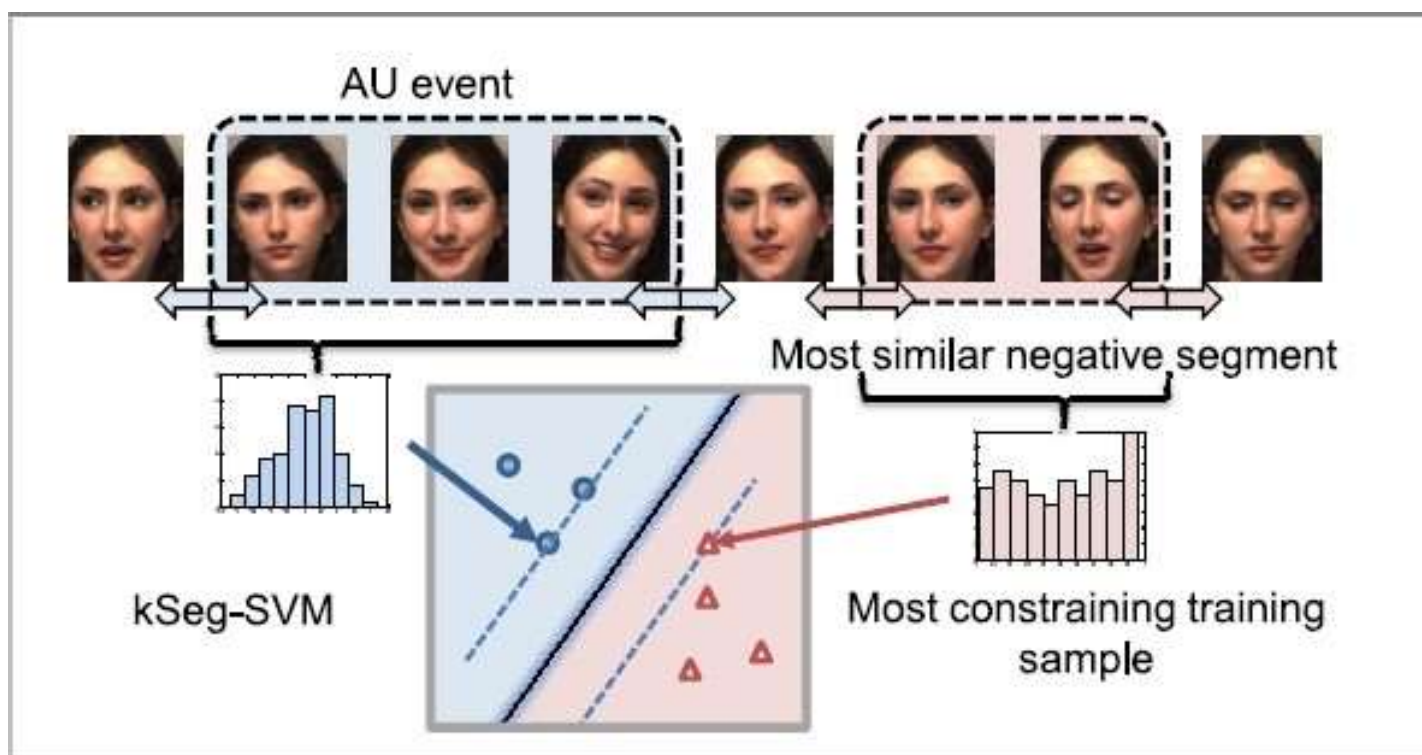 AU event
Most similar negative segment
kSeg-SVM
Most constraining training
sample